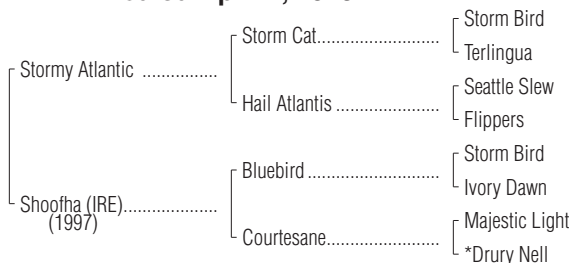 Storm Bird
Storm Cat..............................
Terlingua
Stormy Atlantic ..................
Seattle Slew
Hail Atlantis .........................
Flippers
Storm Bird
Bluebird ................................
Ivory Dawn
Shoofha (IRE)......................
(1997)
Majestic Light
Courtesane...........................
*Drury Nell